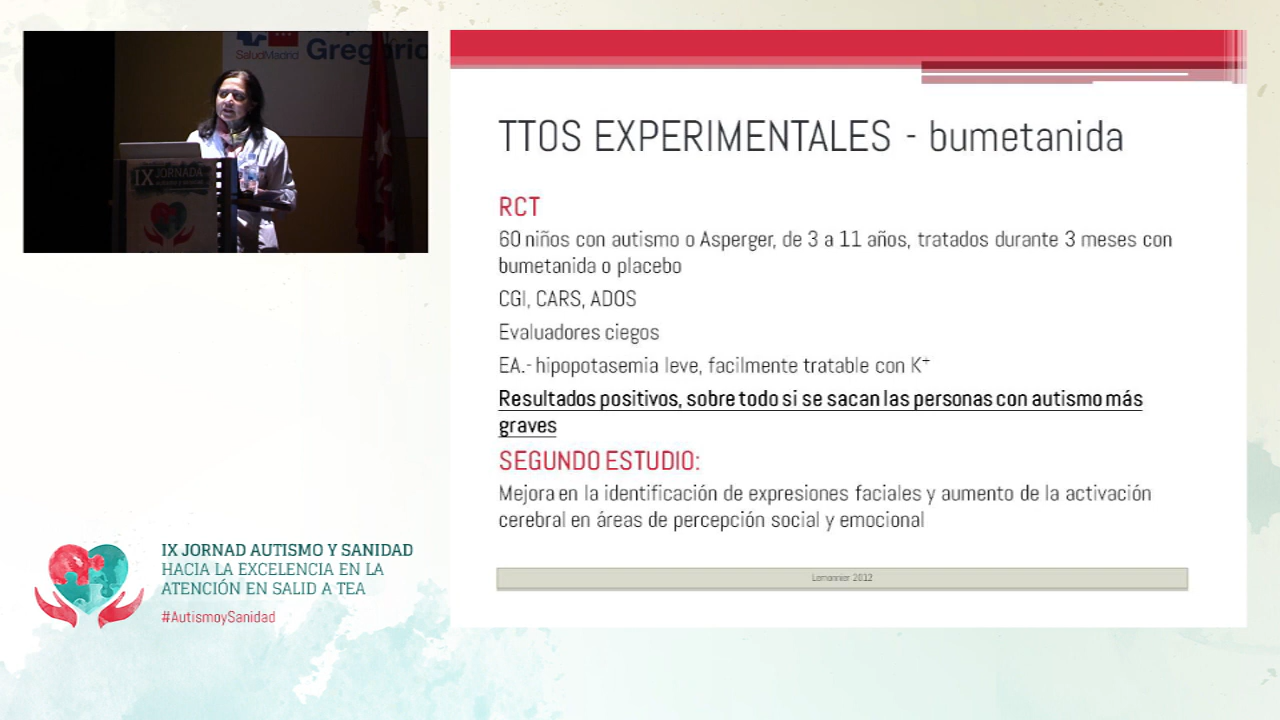 SaludMadrid
Gregorio
IX JORNADA
TTOS EXPERIMENTALES - bumetanida
RCT
60 niños con autismo o Asperger, de 3 a 11 años, tratados durante 3 meses con
bumetanida o placebo
CGI, CARS, ADOS
Evaluadores ciegos
EA.- hipopotasemia leve, facilmente tratable con K⁺
Resultados positivos, sobre todo si se sacan las personas con autismo más
graves
SEGUNDO ESTUDIO:
Mejora en la identificación de expresiones faciales y aumento de la activación
cerebral en áreas de percepción social y emocional
2012
IX JORNAD AUTISMO Y SANIDAD
HACIA LA EXCELENCIA EN LA
ATENCIÓN EN SALID A TEA
#AutismoySanidad